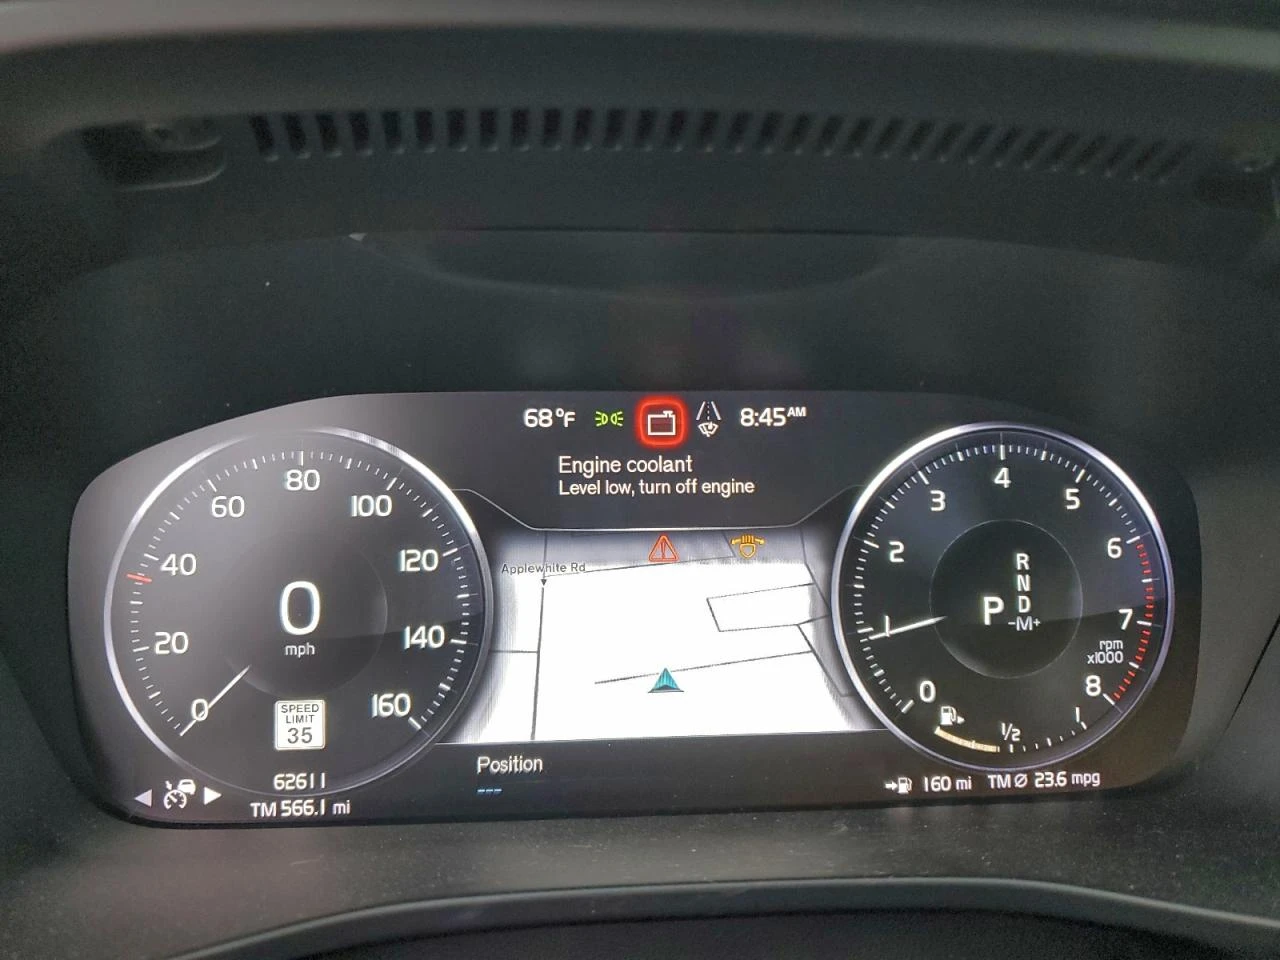 68°F
8:45AM
Engine coolant
Level low, turn off engine
Applewhite Rd
0
20
40
60
80
100
120
140
160
0
mph
SPEED
LIMIT
35
62611
TM 566.1 mi
Position
---
0
1
2
3
4
5
6
7
8
rpm
x1000
R
N
P D
-M+
1/2
1
160 mi
TM Ø 23.6 mpg